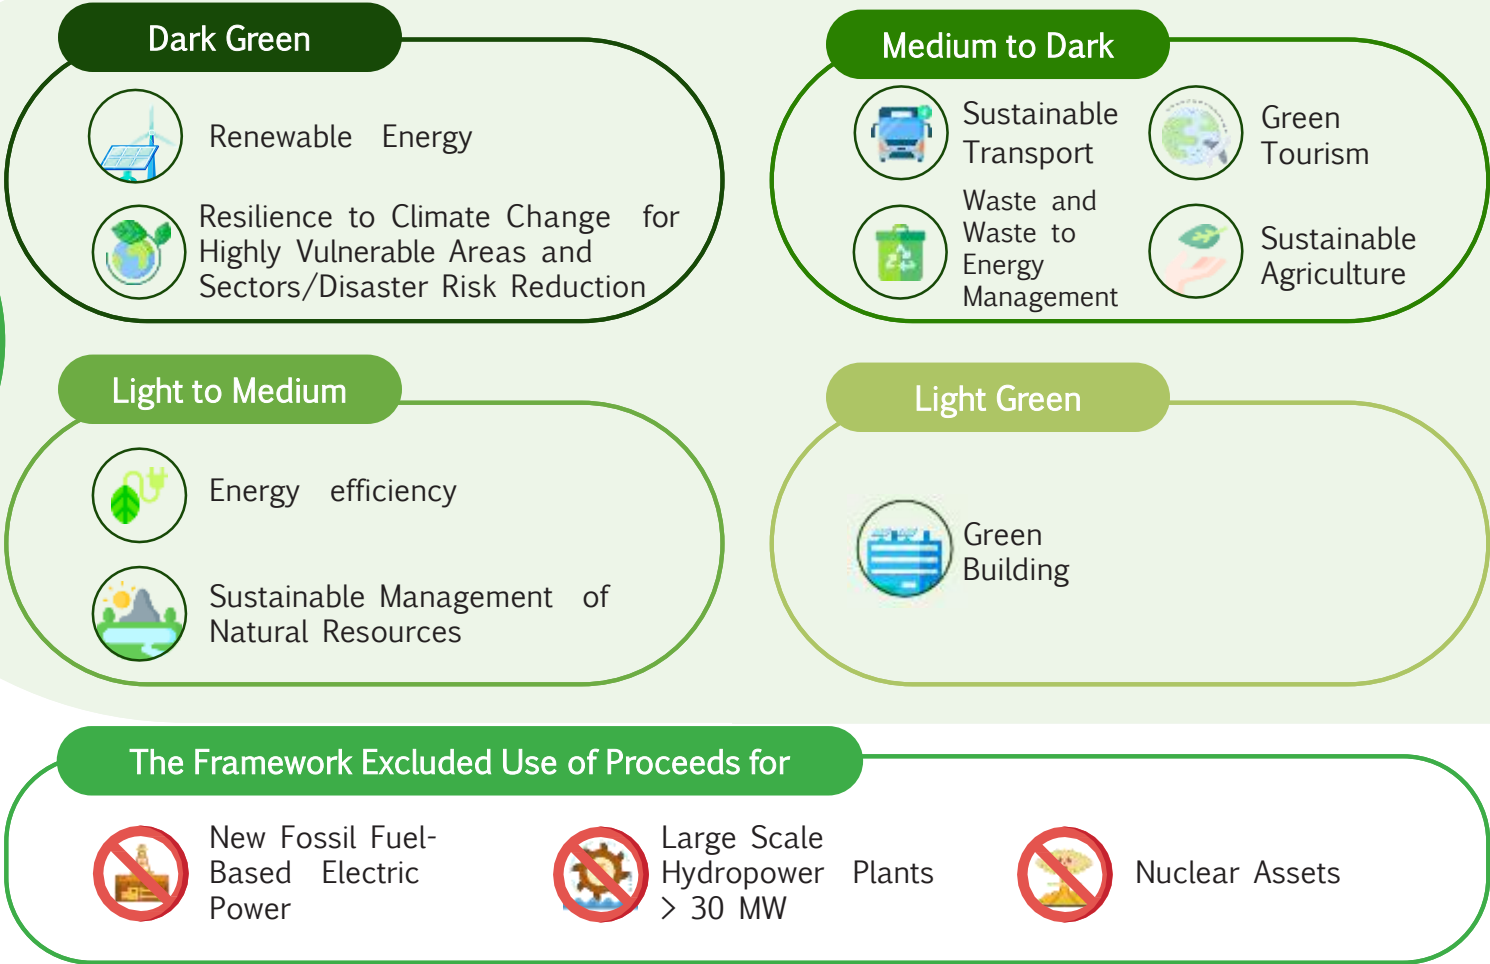 Dark Green
Renewable Energy
Resilience to Climate Change for
Highly Vulnerable Areas and
Sectors/Disaster Risk Reduction
Medium to Dark
Sustainable
Transport
Green
Tourism
Waste and
Waste to
Energy
Management
Sustainable
Agriculture
Light to Medium
Energy efficiency
Sustainable Management of
Natural Resources
Light Green
Green
Building
The Framework Excluded Use of Proceeds for
New Fossil Fuel-
Based Electric
Power
Large Scale
Hydropower Plants
> 30 MW
Nuclear Assets